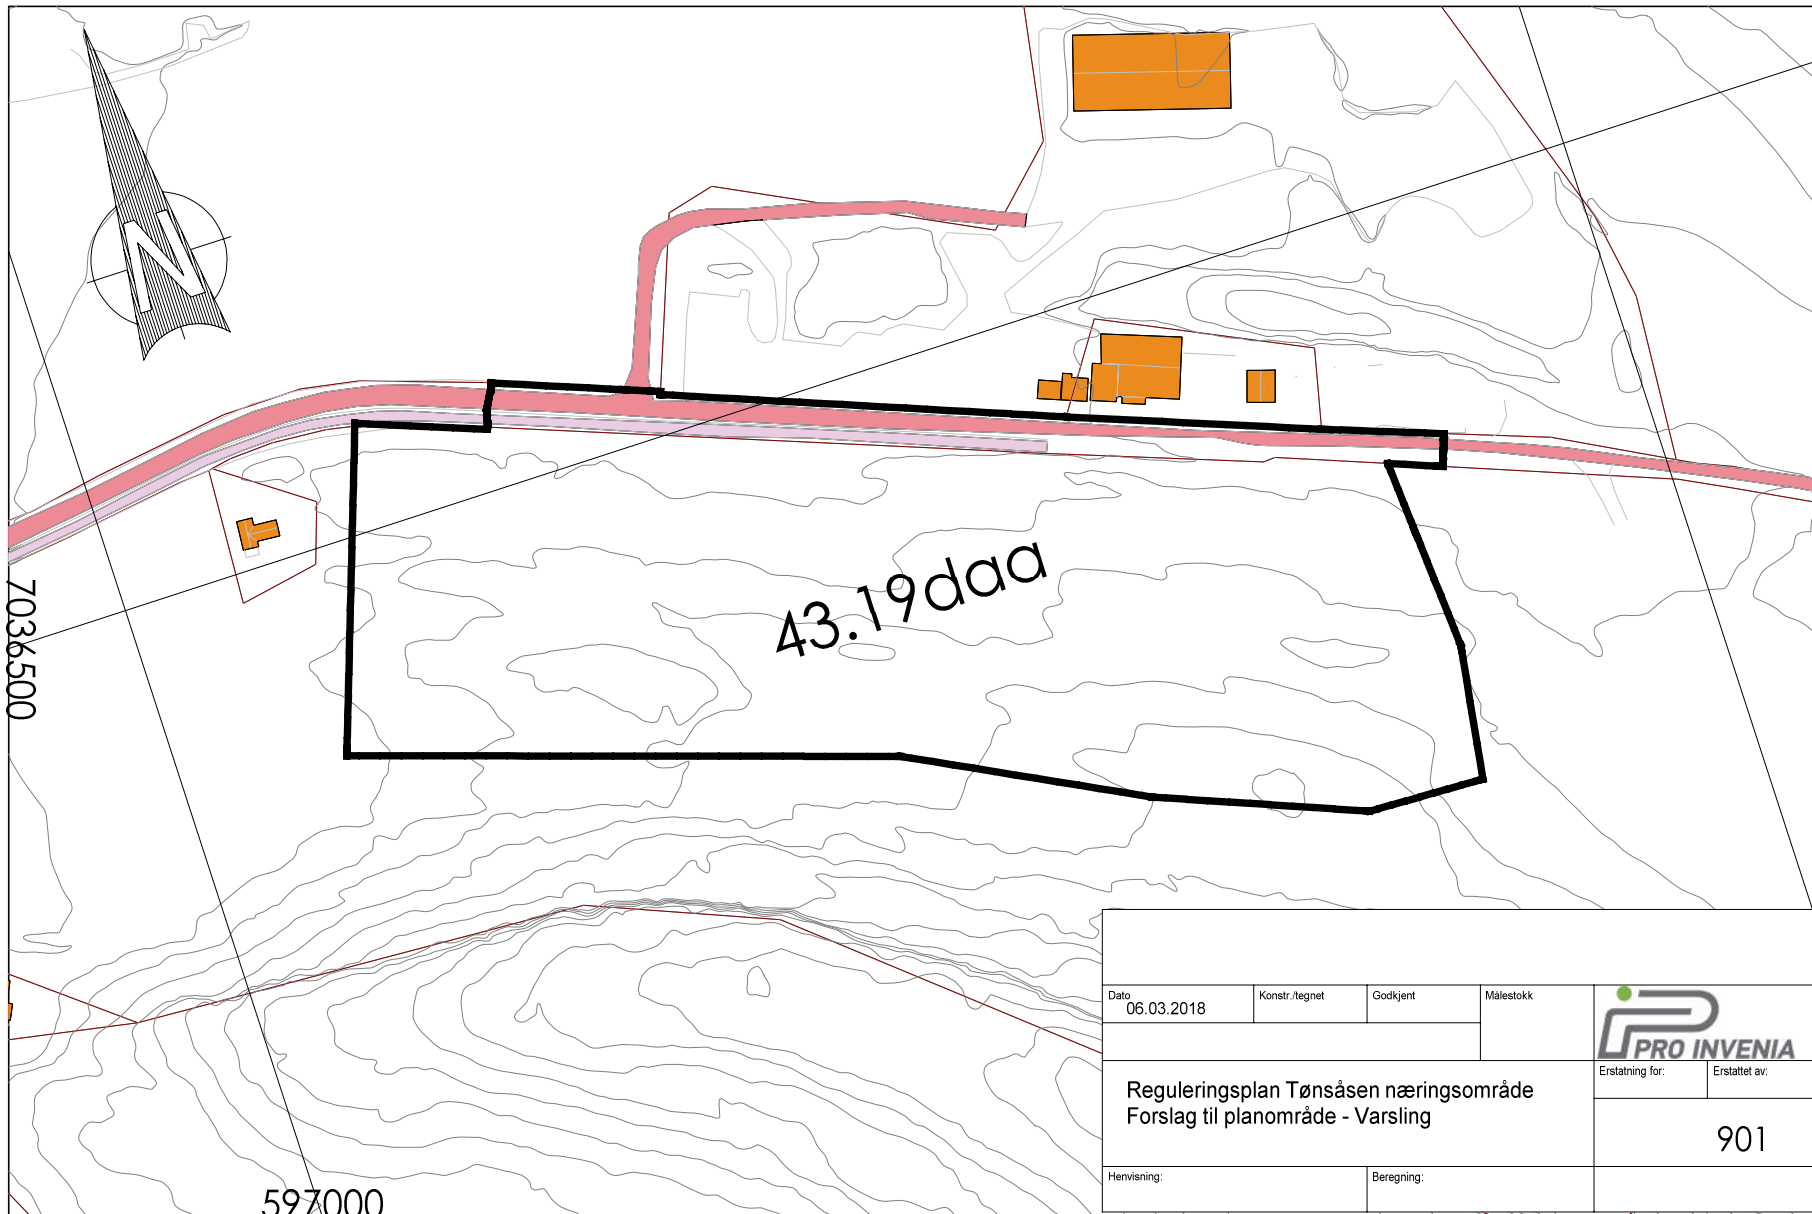 N
43.19daa
7036500
597000
Dato
06.03.2018
Konstr./tegnet
Godkjent
Målestokk
PRO INVENIA
Erstatning for:
Erstattet av:
Reguleringsplan Tønsåsen næringsområde
Forslag til planområde - Varsling
901
Henvisning:
Beregning: